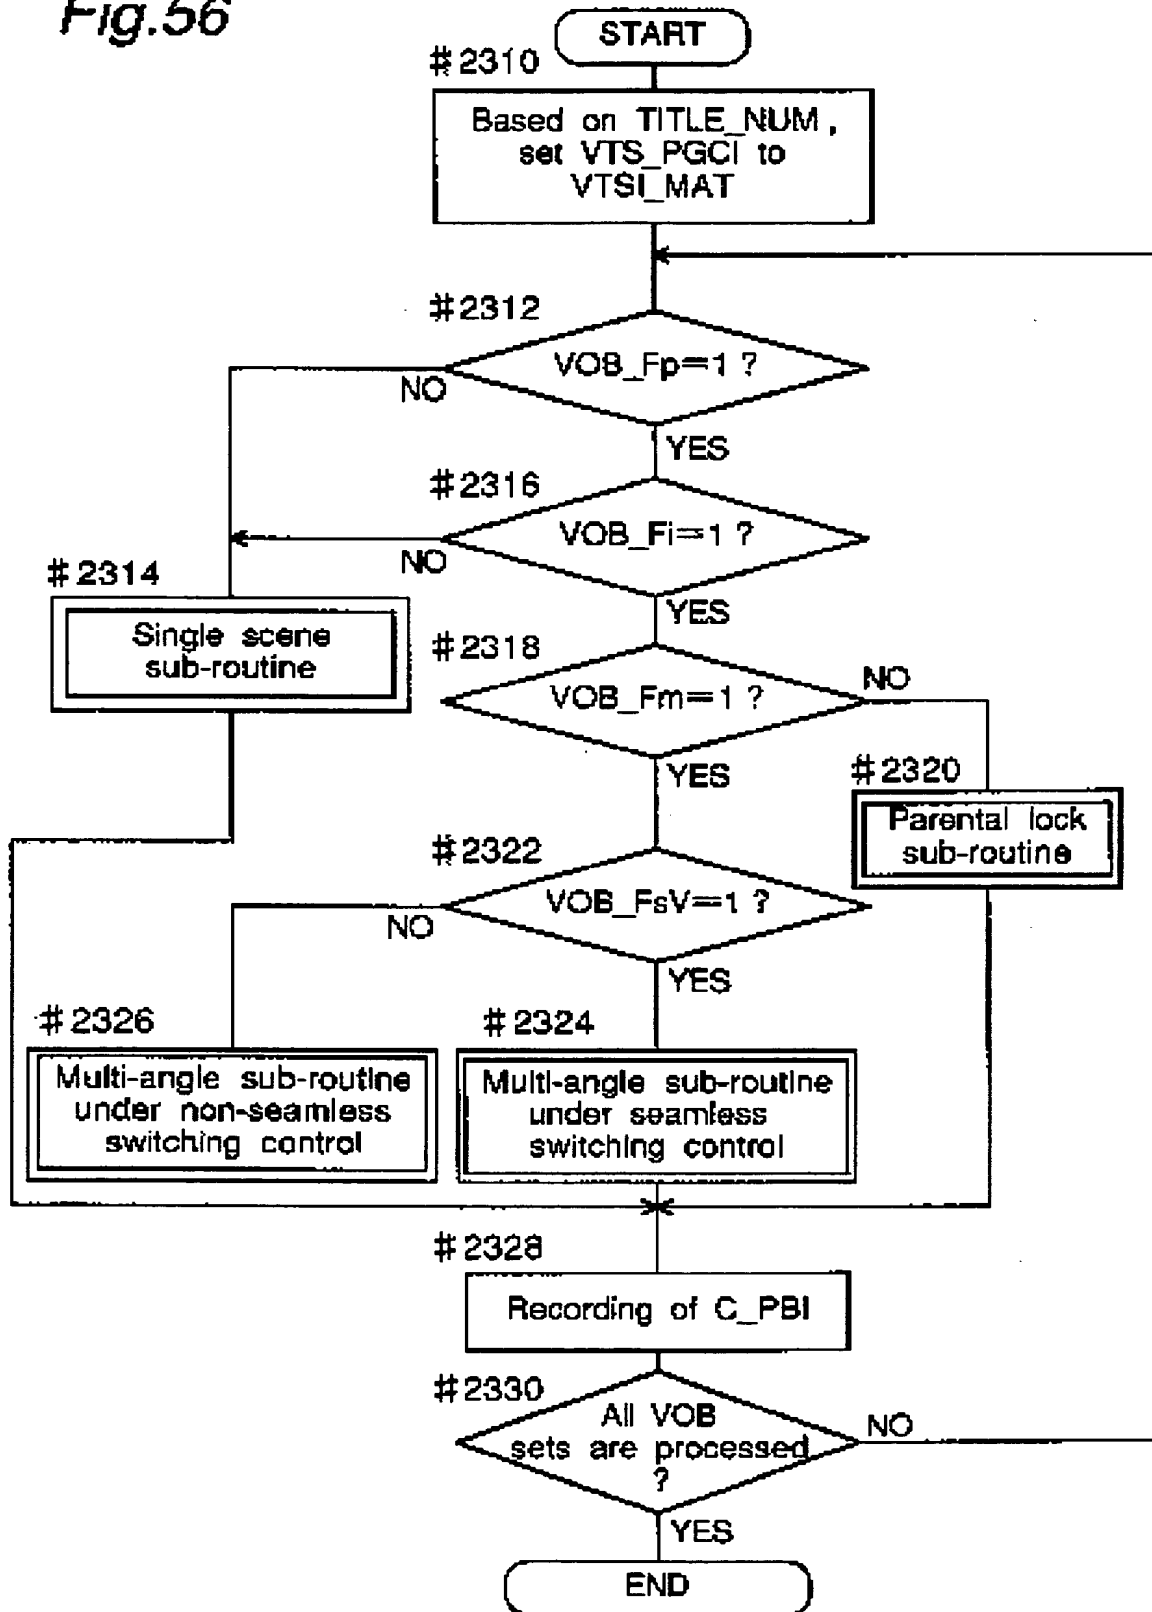 Fig.56
START
#2310
Based on TITLE_NUM,
set VTS_PGCI to
VTSI_MAT
#2312
VOB_Fp=1 ?
NO
YES
#2316
VOB_Fi=1 ?
NO
YES
#2314
Single scene
sub-routine
#2318
VOB_Fm=1 ?
NO
YES
#2320
Parental lock
sub-routine
#2322
VOB_FsV=1 ?
NO
YES
#2326
Multi-angle sub-routine
under non-seamless
switching control
#2324
Multi-angle sub-routine
under seamless
switching control
#2328
Recording of C_PBI
#2330
All VOB
sets are processed
?
NO
YES
END